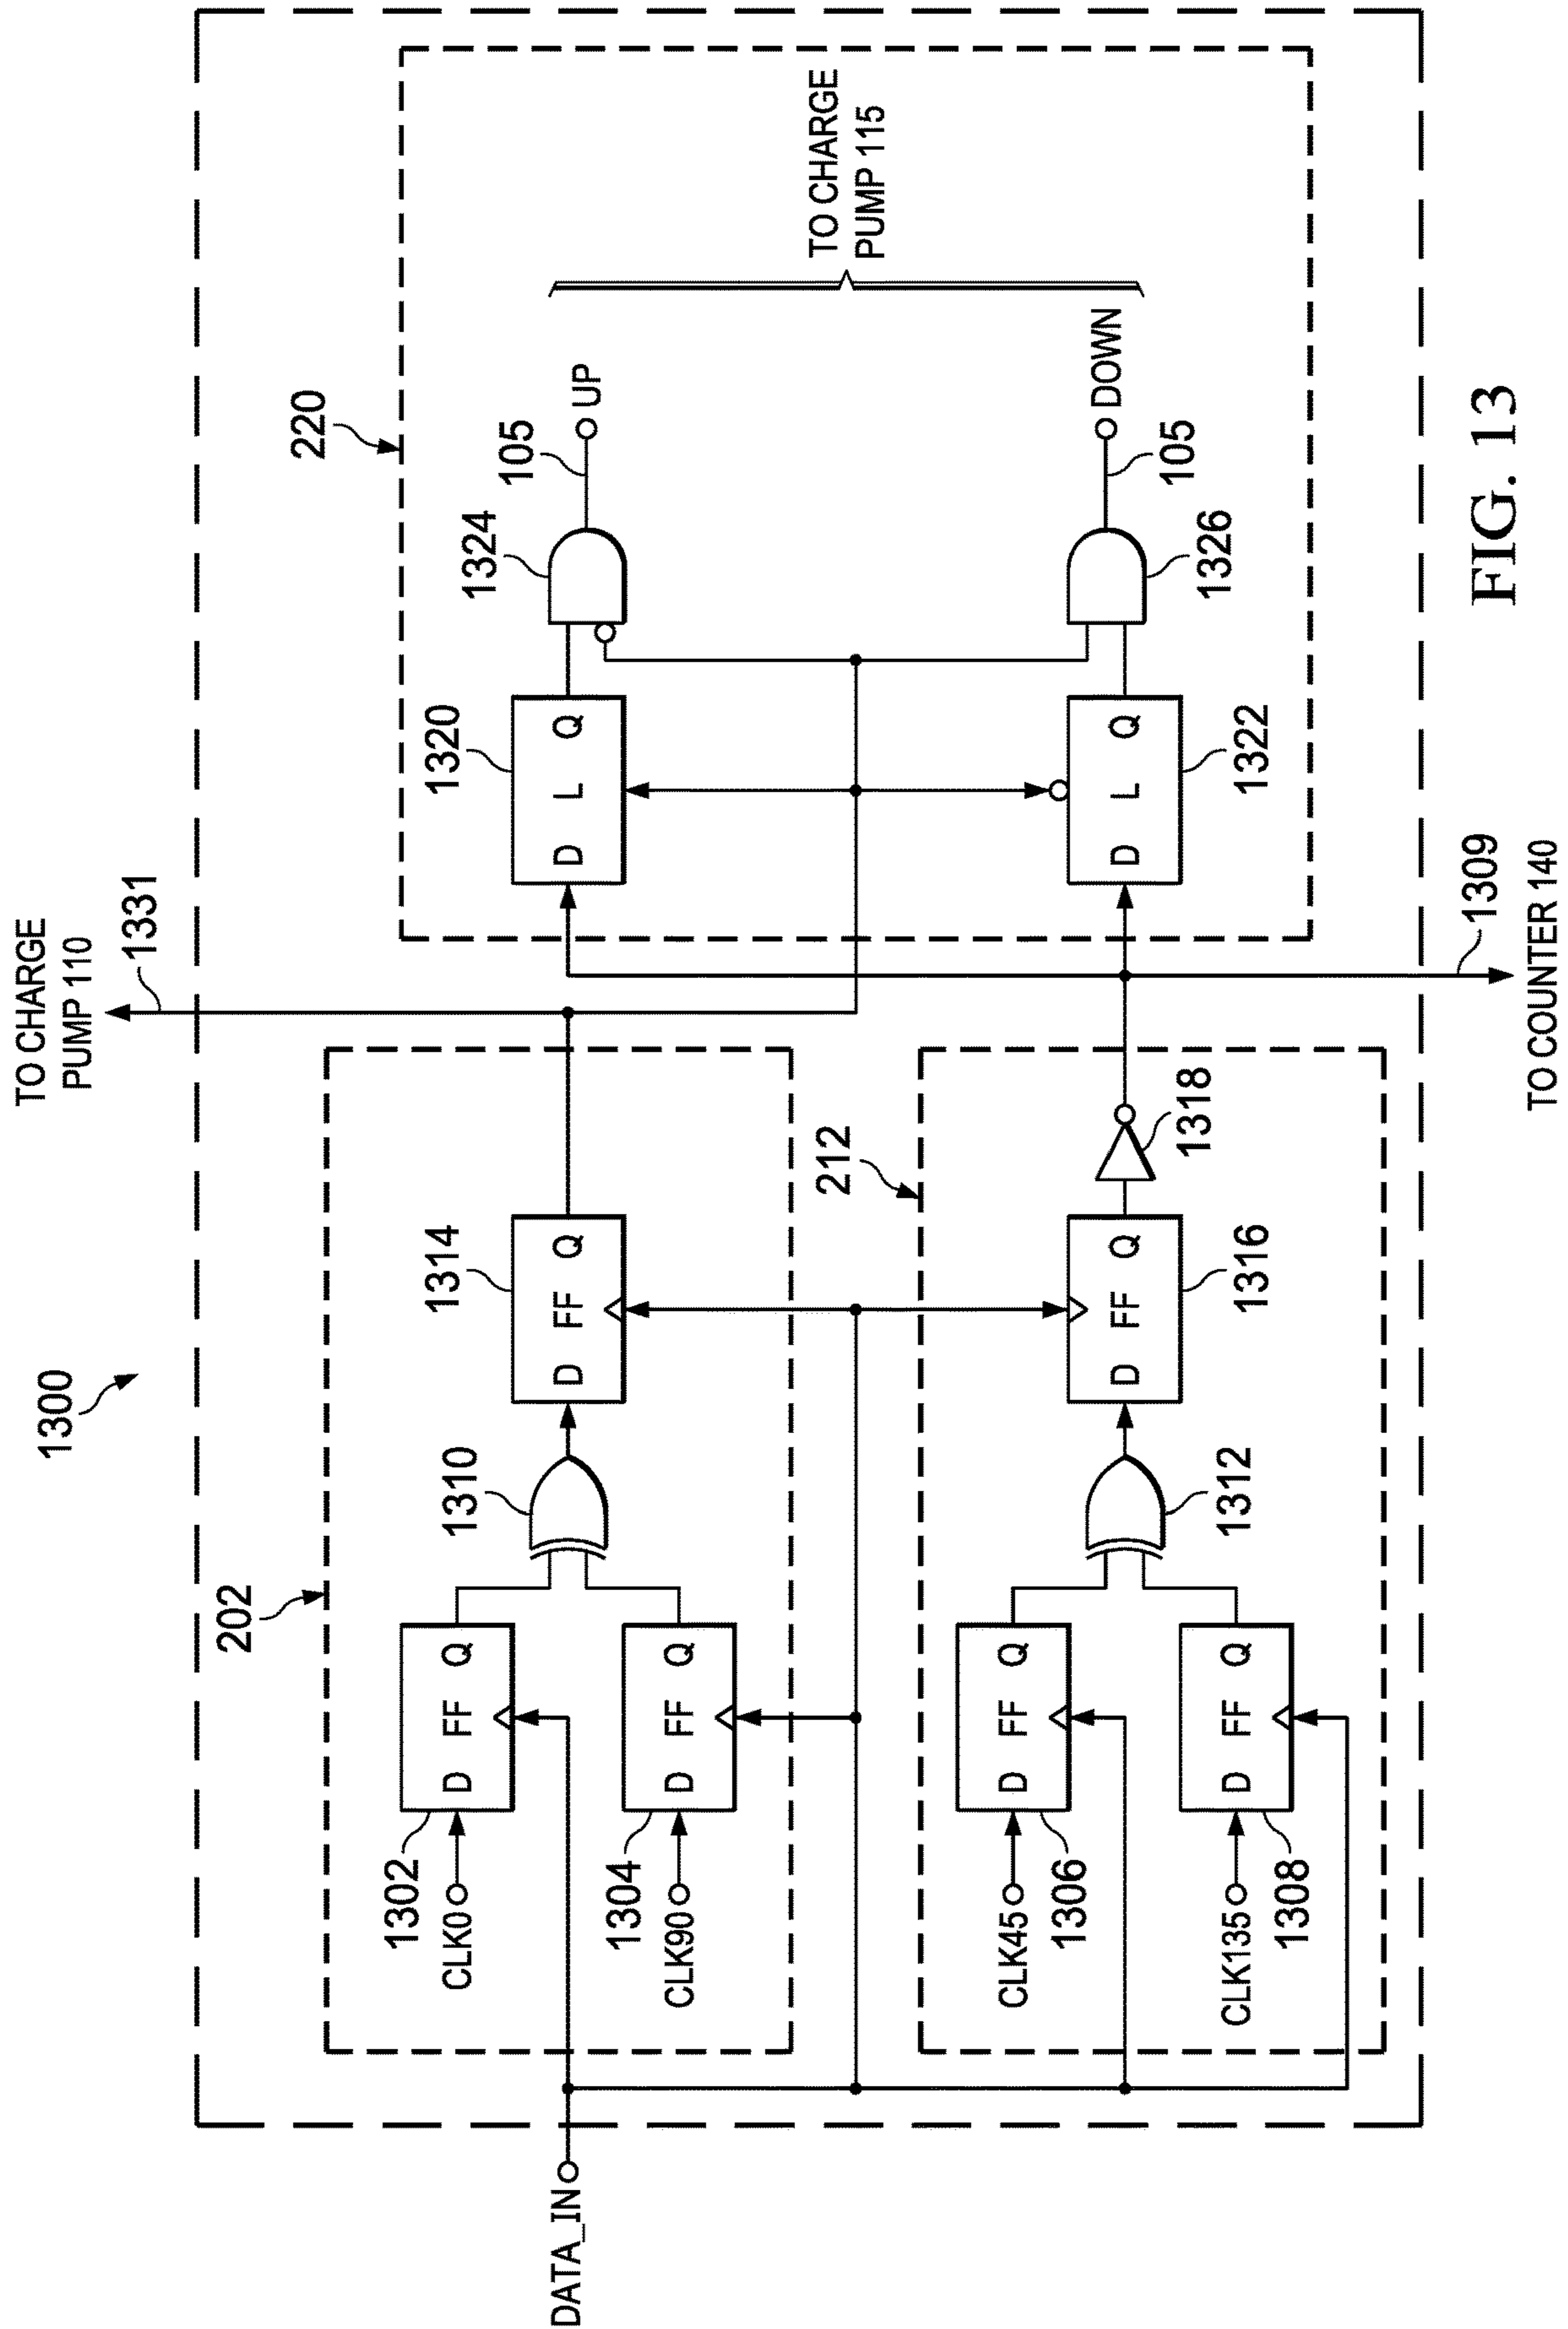 1300
TO CHARGE
PUMP 110
1331
202
1302
CLK0
D FF Q
1304
CLK90
D FF Q
1310
1314
D FF Q
DATA_IN
212
CLK45
1306
D FF Q
CLK135
1308
D FF Q
1312
D FF Q
1316
1318
220
1320
D L Q
1324
105
UP
D L Q
1322
1326
105
DOWN
TO CHARGE
PUMP 115
1309
TO COUNTER 140
FIG. 13